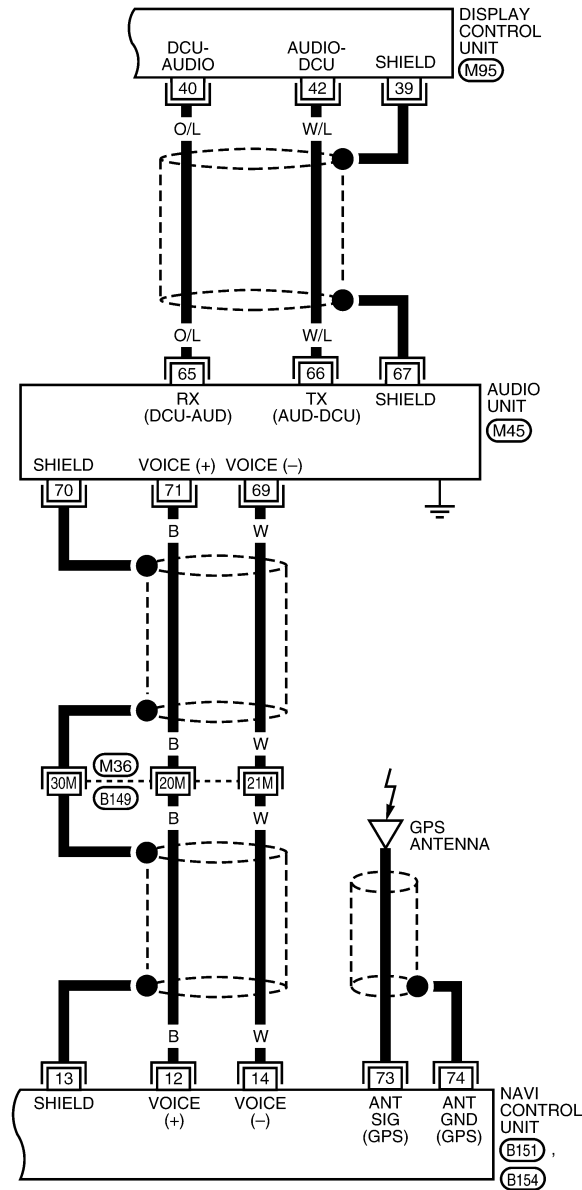 DISPLAY
CONTROL
UNIT
M95
DCU-
AUDIO
AUDIO-
DCU
SHIELD
40
42
39
O/L
W/L
O/L
W/L
65
66
67
RX
(DCU-AUD)
TX
(AUD-DCU)
SHIELD
AUDIO
UNIT
M45
SHIELD
VOICE (+)
VOICE (–)
70
71
69
B
W
B
W
M36
30M
20M
21M
B149
B
W
GPS
ANTENNA
B
W
13
12
14
73
74
SHIELD
VOICE
(+)
VOICE
(–)
ANT
SIG
(GPS)
ANT
GND
(GPS)
NAVI
CONTROL
UNIT
B151 ,
B154